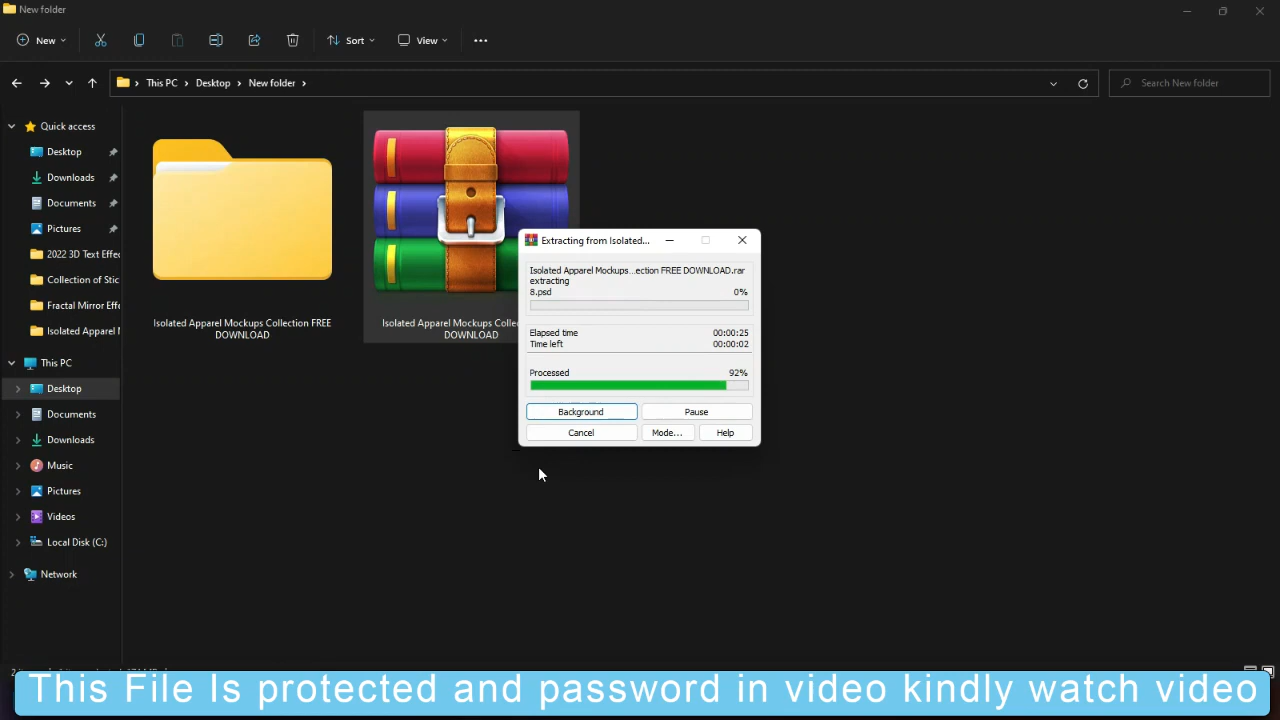 New folder
New
Sort
View
This PC
Desktop
New folder
Search New folder
Quick access
Desktop
Downloads
Documents
Pictures
2022 3D Text Effec
Collection of Stic
Fractal Mirror Effe
Isolated Apparel
This PC
Desktop
Documents
Downloads
Music
Pictures
Videos
Local Disk (C:)
Network
Isolated Apparel Mockups Collection FREE
DOWNLOAD
Isolated Apparel Mockups Colle
DOWNLOAD
Extracting from Isolated...
Isolated Apparel Mockups...ection FREE DOWNLOAD.rar
extracting
8.psd 0%
Elapsed time 00:00:25
Time left 00:00:02
Processed 92%
Background Pause
Cancel Mode... Help
This File Is protected and password in video kindly watch video